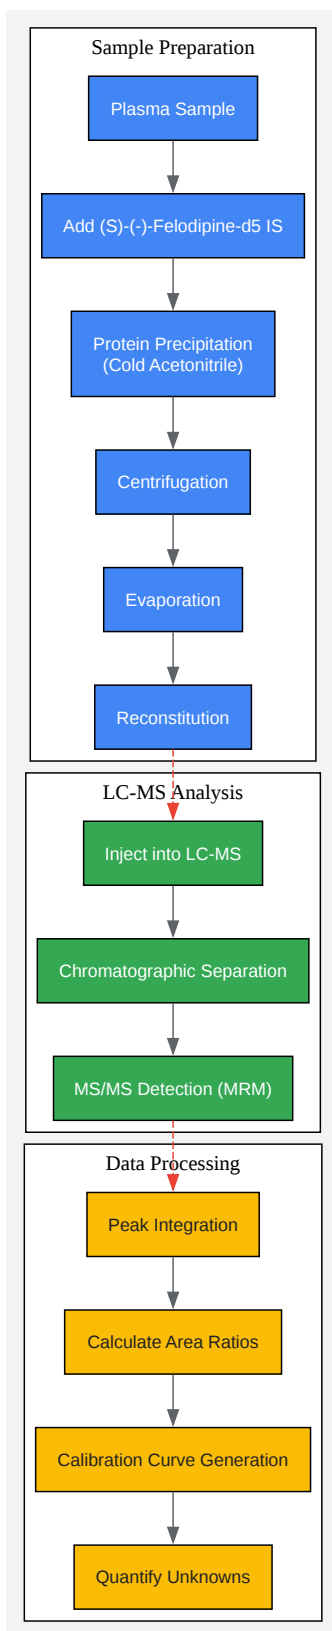 Sample Preparation
Plasma Sample
Add (S)-(-)-Felodipine-d5 IS
Protein Precipitation
(Cold Acetonitrile)
Centrifugation
Evaporation
Reconstitution
LC-MS Analysis
Inject into LC-MS
Chromatographic Separation
MS/MS Detection (MRM)
Data Processing
Peak Integration
Calculate Area Ratios
Calibration Curve Generation
Quantify Unknowns